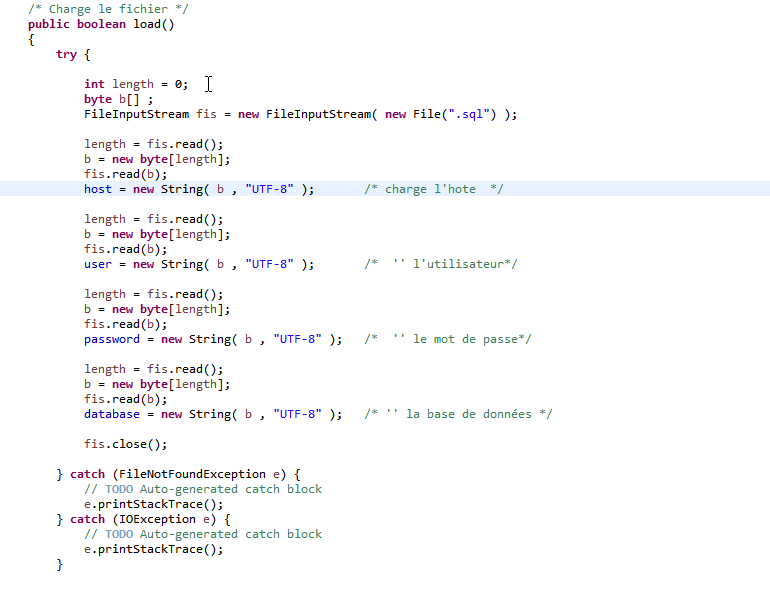 /* Charge le fichier */
public boolean load()
{
try {
int length = 0;
byte b[] ;
FileInputStream fis = new FileInputStream( new File(".sql") );
length = fis.read();
b = new byte[length];
fis.read(b);
host = new String( b , "UTF-8" ); /* charge l'hote */
length = fis.read();
b = new byte[length];
fis.read(b);
user = new String( b , "UTF-8" ); /* '' l'utilisateur*/
length = fis.read();
b = new byte[length];
fis.read(b);
password = new String( b , "UTF-8" ); /* '' le mot de passe*/
length = fis.read();
b = new byte[length];
fis.read(b);
database = new String( b , "UTF-8" ); /* '' la base de données */
fis.close();
} catch (FileNotFoundException e) {
// TODO Auto-generated catch block
e.printStackTrace();
} catch (IOException e) {
// TODO Auto-generated catch block
e.printStackTrace();
}